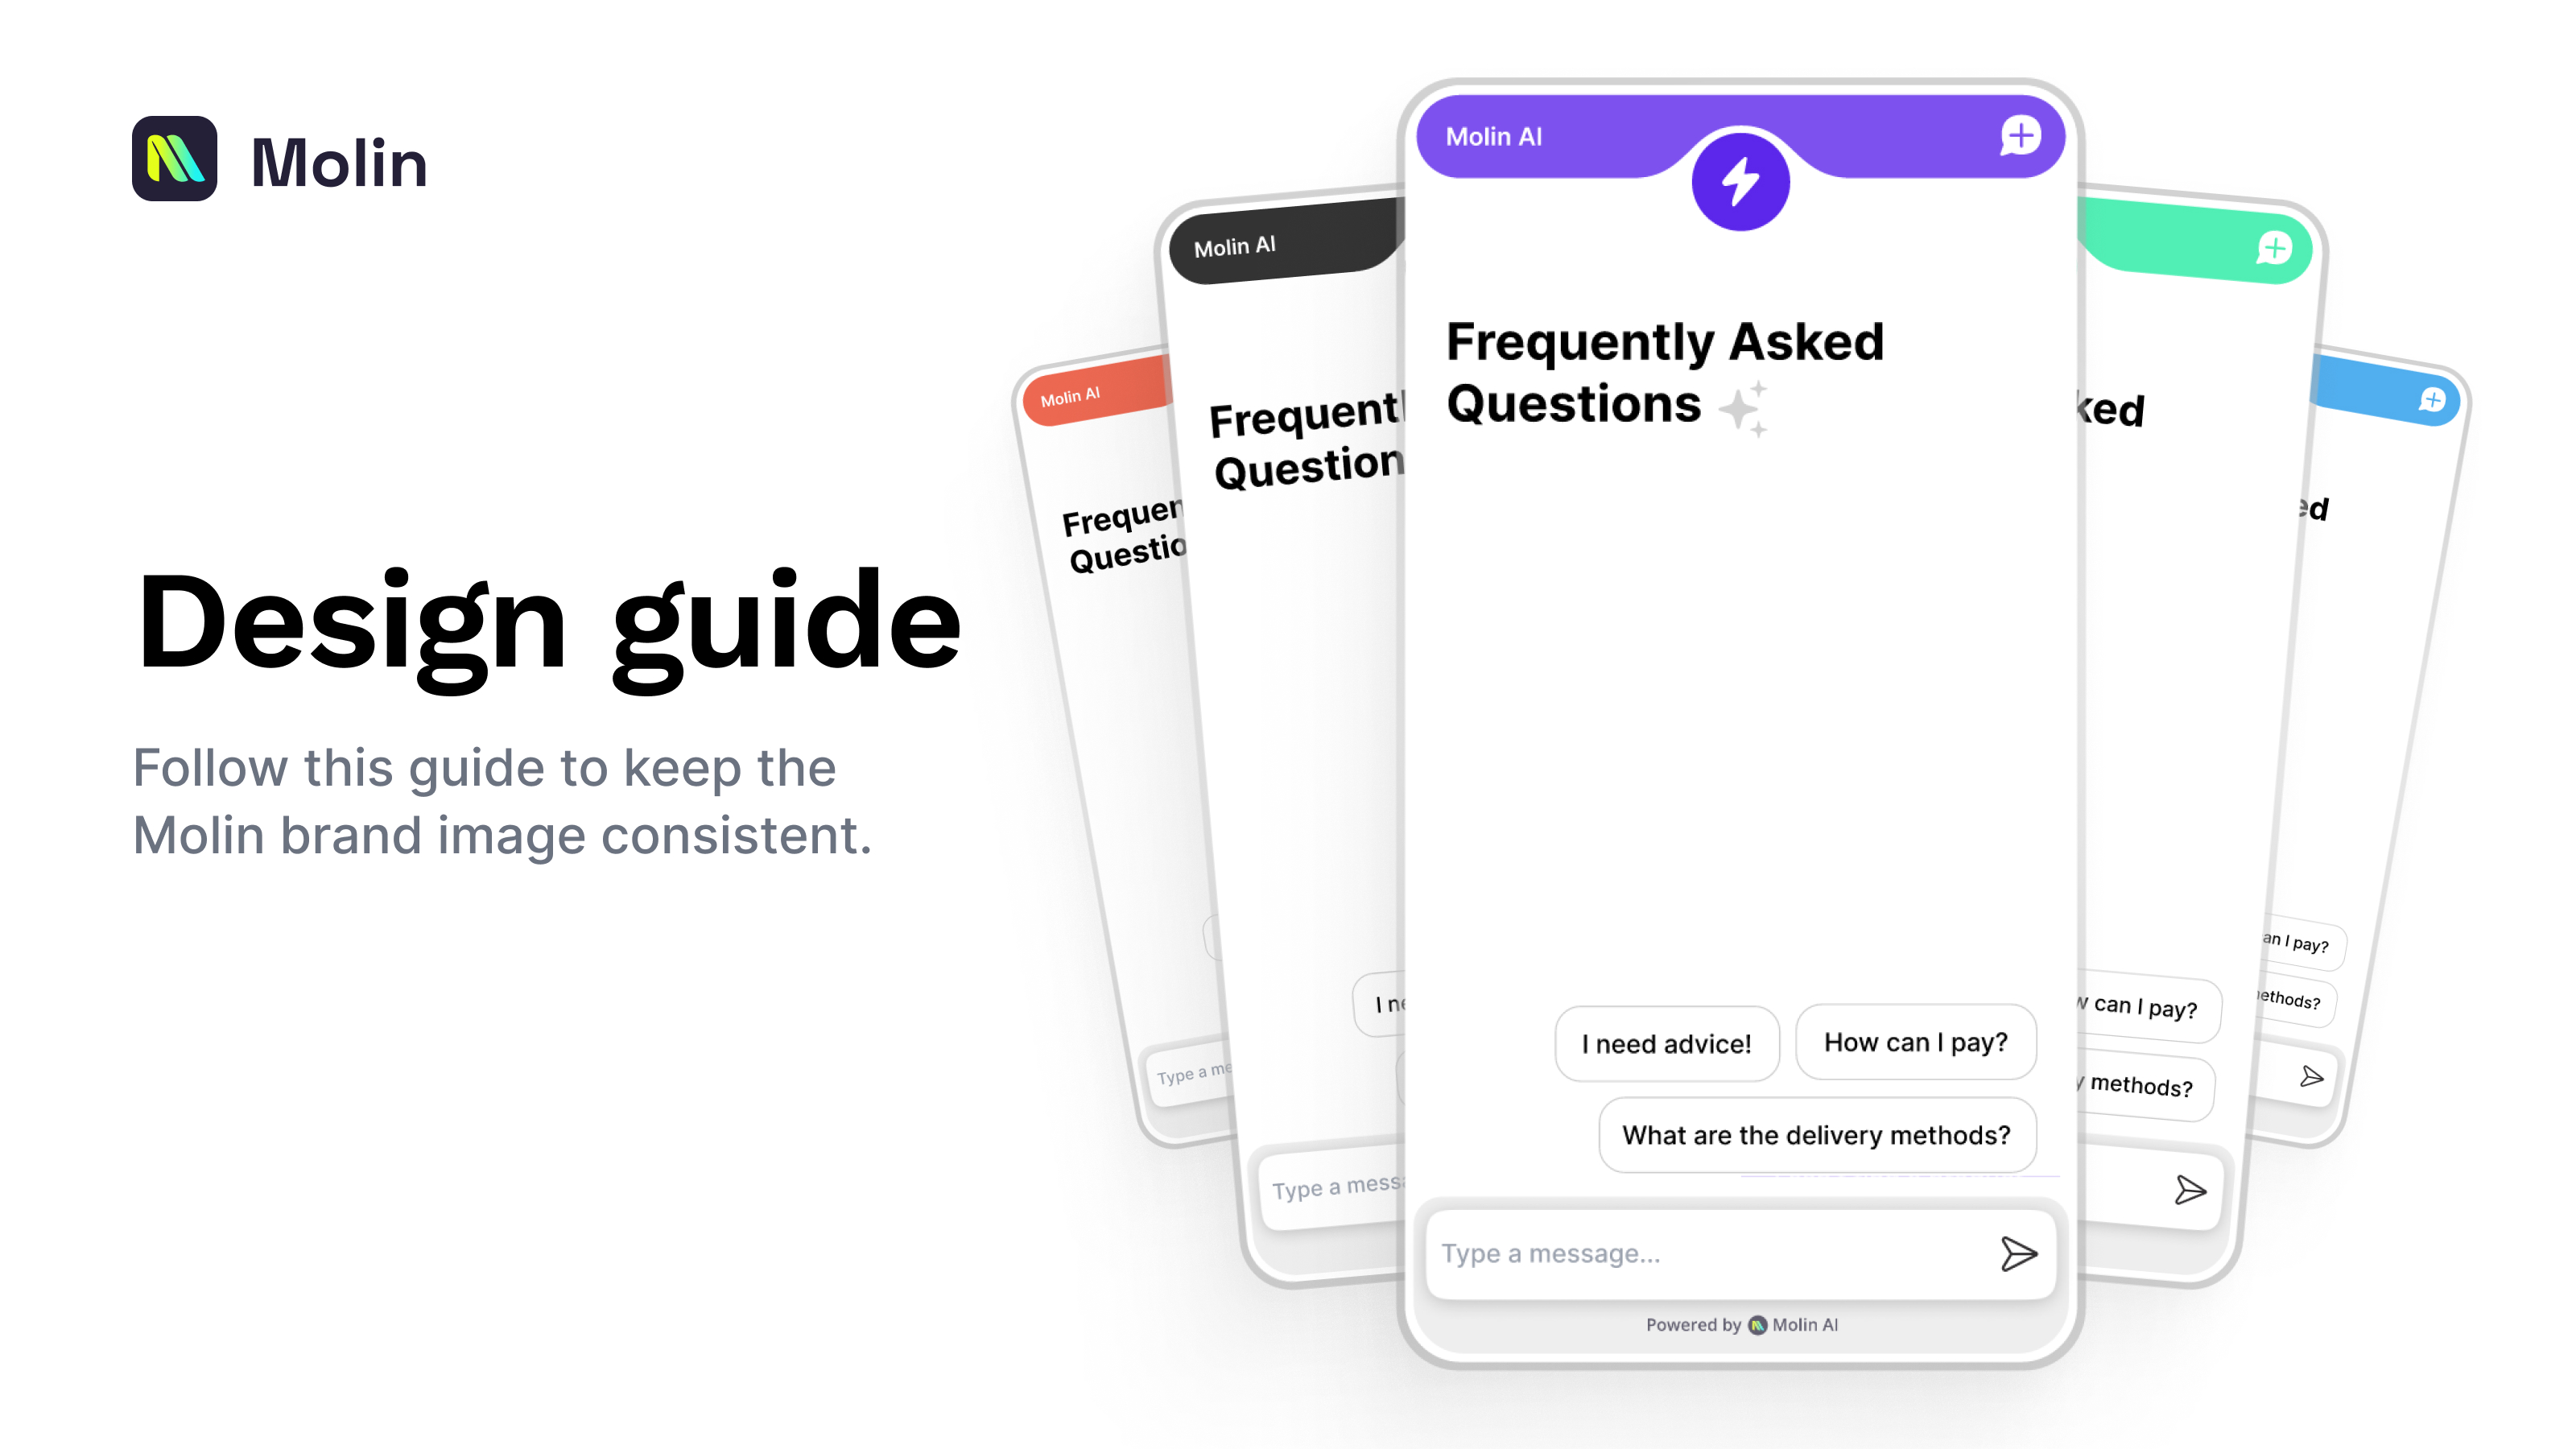 Molin
Design guide
Follow this guide to keep the
Molin brand image consistent.
Molin AI
Frequen
Questio
Type a me
Molin AI
Frequent
Question
I ne
Type a messa
Molin AI
Frequently Asked
Questions
I need advice!
How can I pay?
What are the delivery methods?
Type a message...
Powered by Molin AI
ked
w can I pay?
y methods?
ed
an I pay?
ethods?